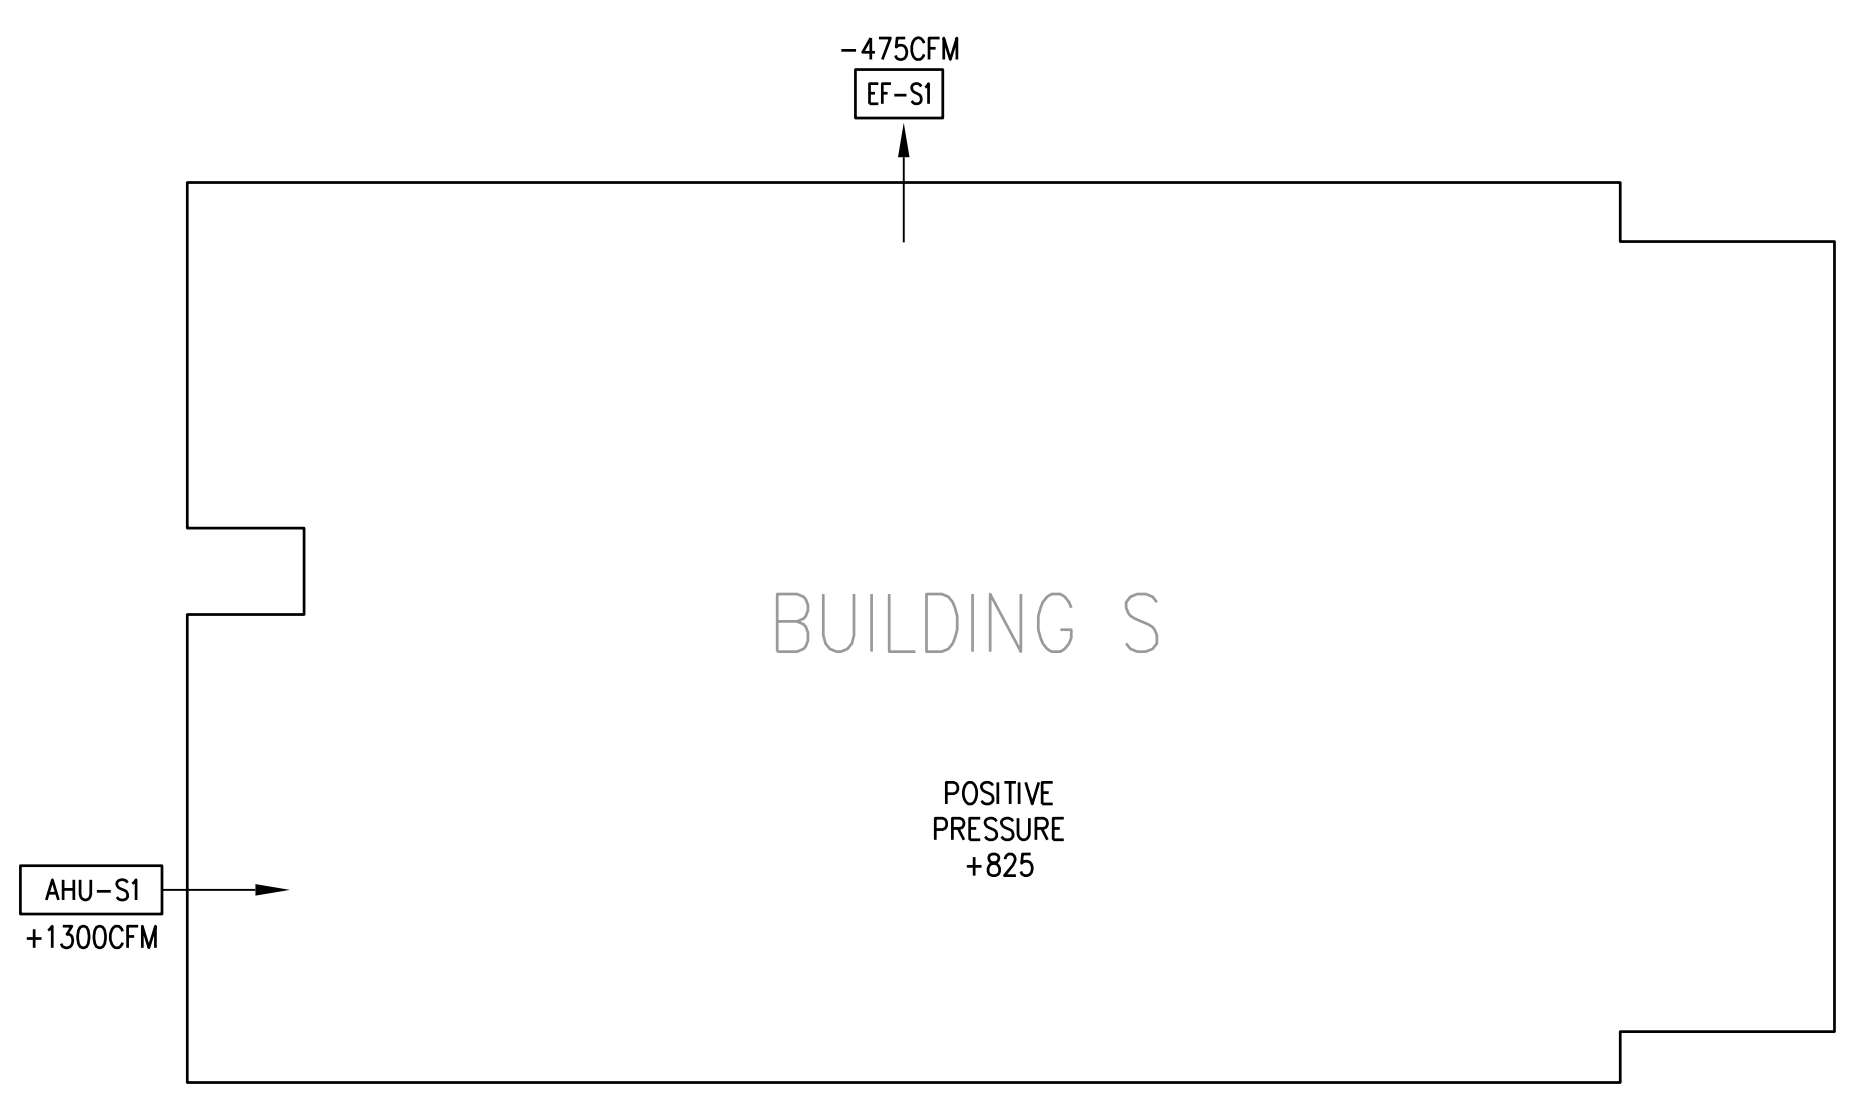 -475CFM
EF-S1
BUILDING S
POSITIVE
PRESSURE
+825
AHU-S1
+1300CFM